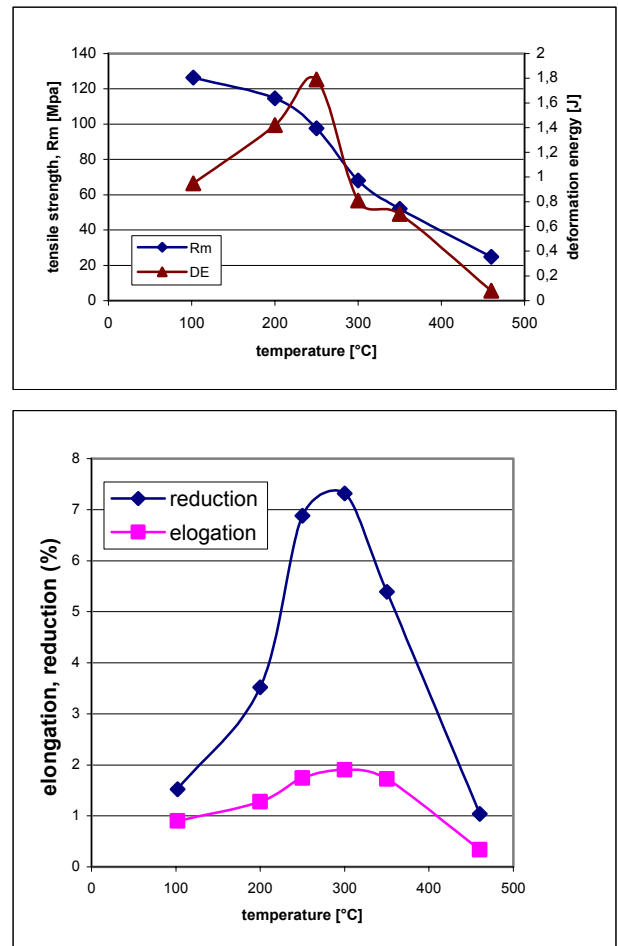 tensile strength, Rm [Mpa]
140
120
100
80
60
40
20
0
Rm
DE
2
1,8
1,6
1,4
1,2
1
0,8
0,6
0,4
0,2
0
deformation energy [J]
0 100 200 300 400 500
temperature [°C]
elongation, reduction (%)
8
7
6
5
4
3
2
1
0
reduction
elogation
0 100 200 300 400 500
temperature [°C]